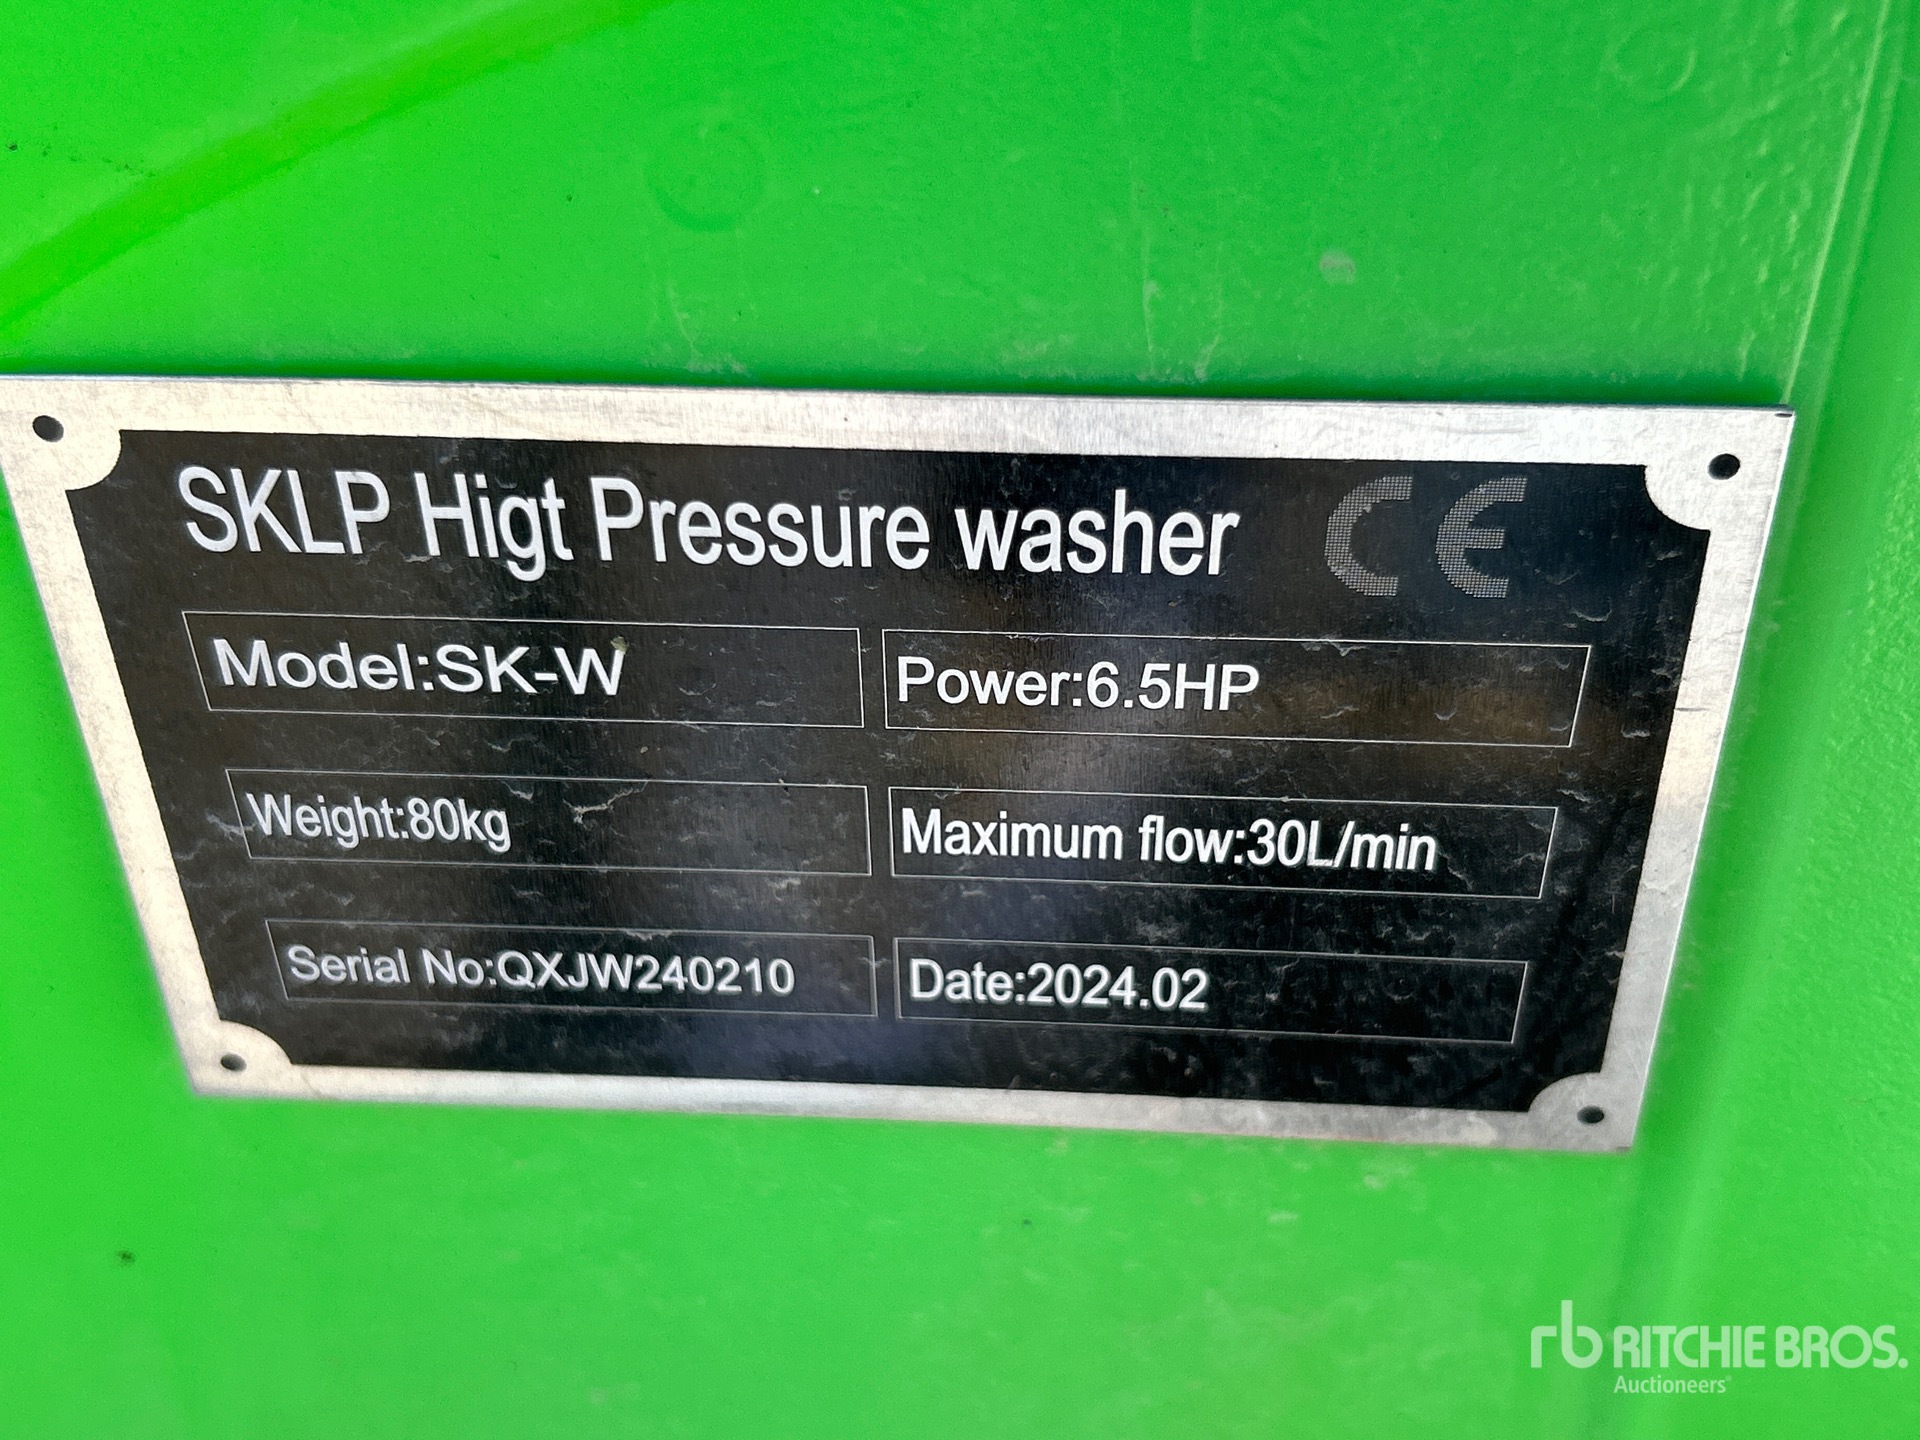 SKLP Higt Pressure washer CE
Model:SK-W
Power:6.5HP
Weight:80kg
Maximum flow:30L/min
Serial No:QXJW240210
Date:2024.02
rb RITCHIE BROS.
Auctioneers®